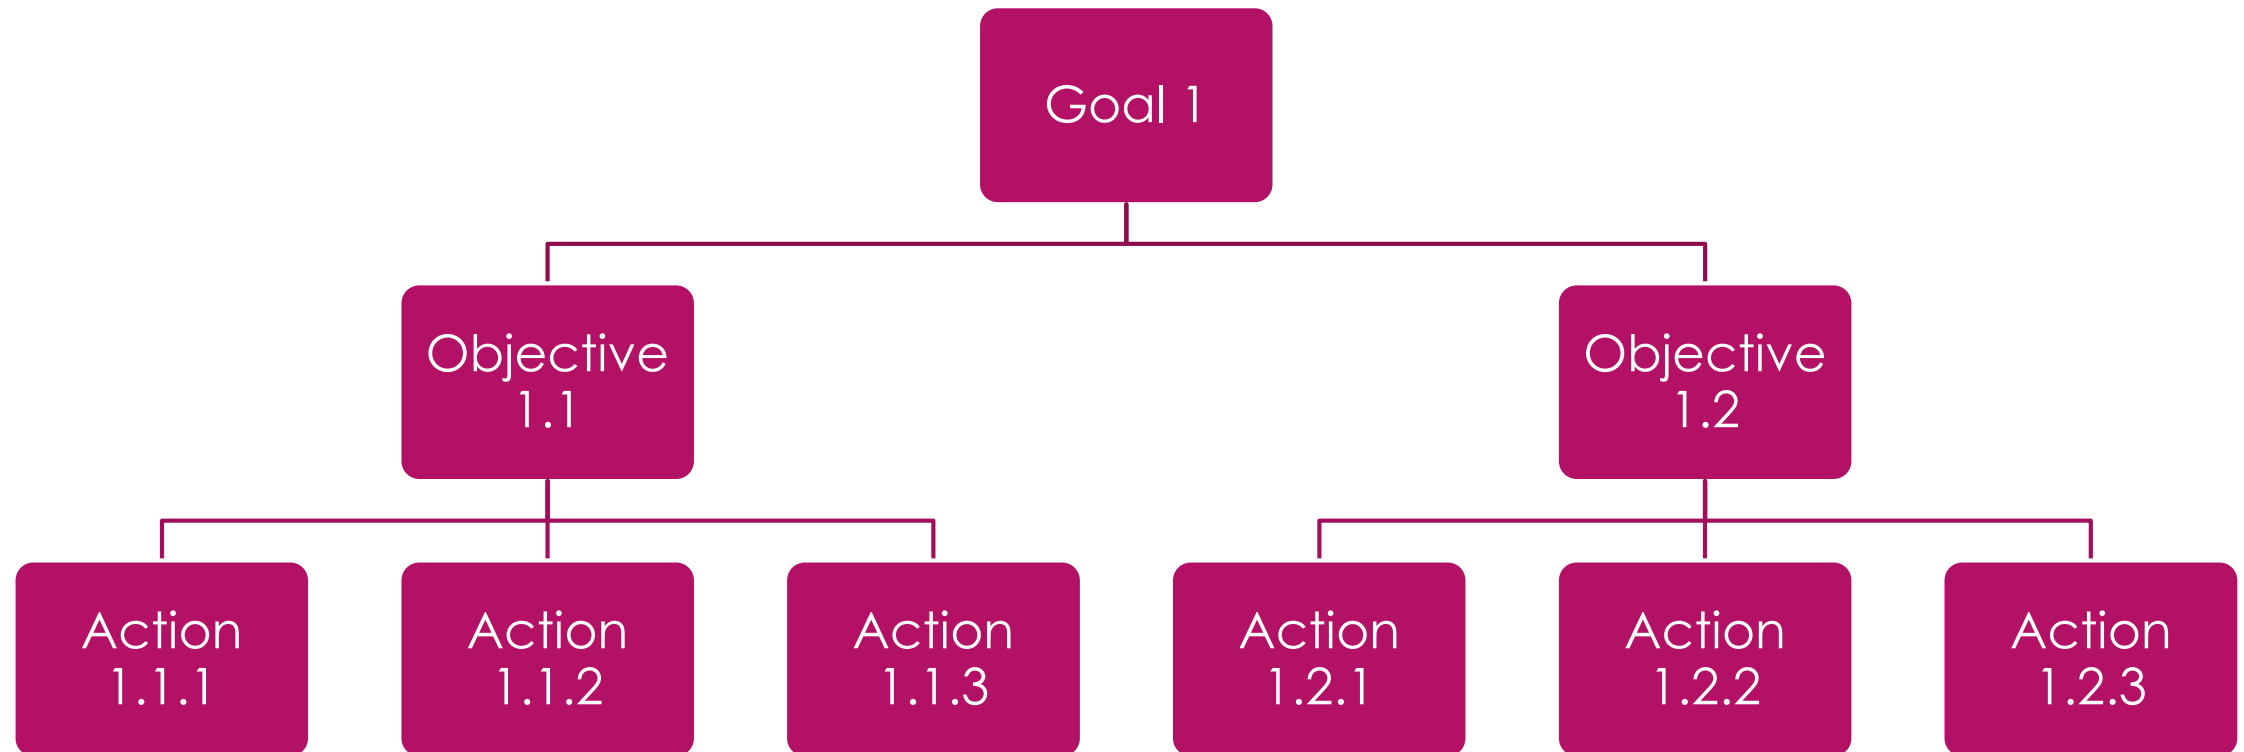 Goal 1
Objective
1.1
Objective
1.2
Action
1.1.1
Action
1.1.2
Action
1.1.3
Action
1.2.1
Action
1.2.2
Action
1.2.3